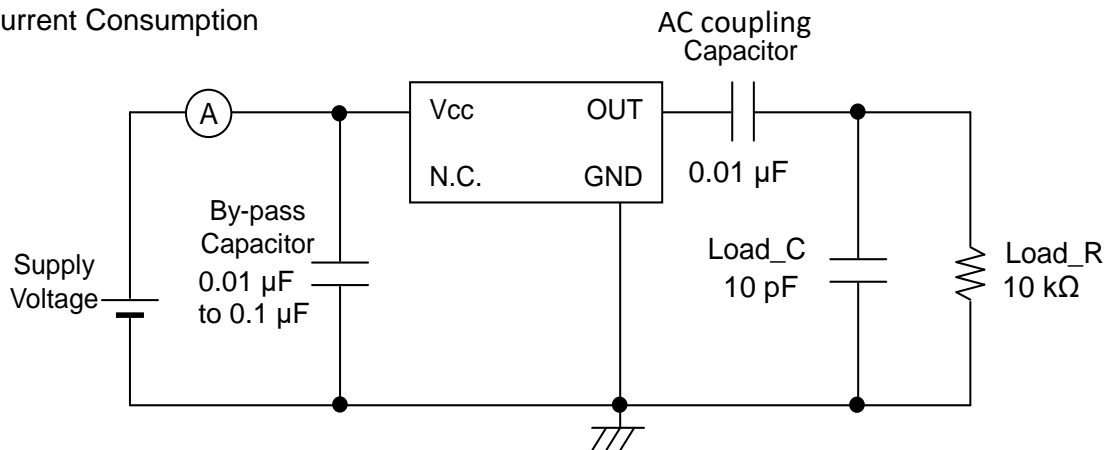 urrent Consumption
AC coupling
Capacitor
A
Vcc
OUT
N.C.
GND
0.01 µF
By-pass
Capacitor
0.01 µF
to 0.1 µF
Supply
Voltage
Load_C
10 pF
Load_R
10 kΩ